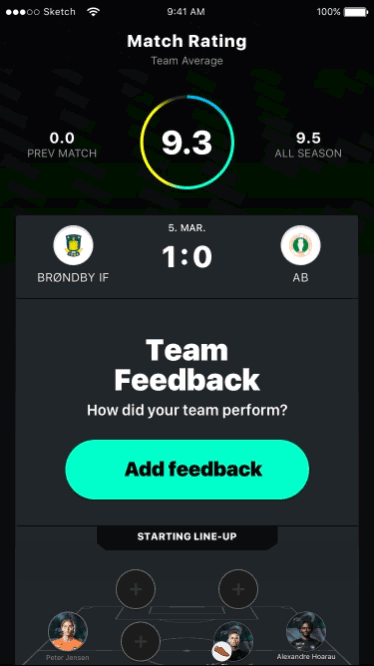 Sketch 9:41 AM 100%
Match Rating
Team Average
0.0 9.3 9.5
PREV MATCH ALL SEASON
5. MAR.
1:0
BRØNDBY IF AB
Team
Feedback
How did your team perform?
Add feedback
STARTING LINE-UP
Peter Jensen Alexandre Hoarau